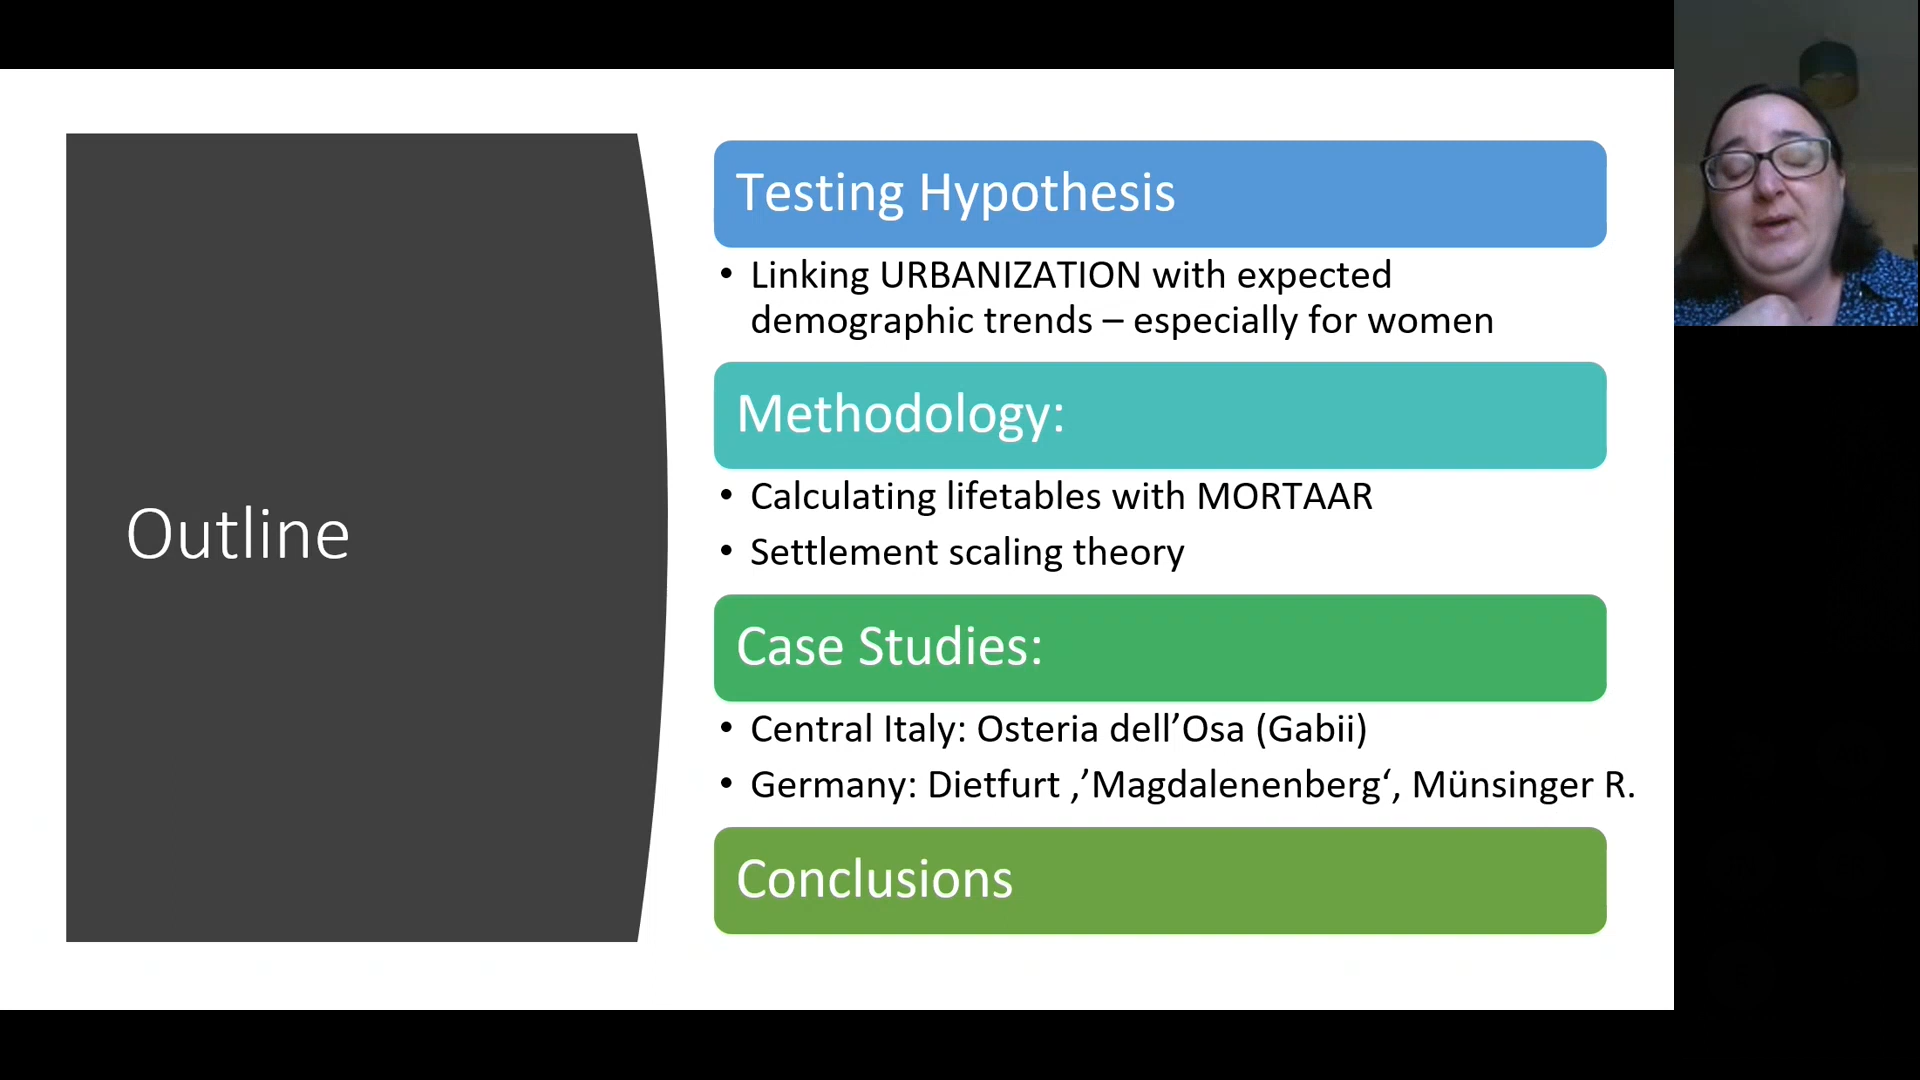 Outline
Testing Hypothesis
• Linking URBANIZATION with expected
demographic trends – especially for women
Methodology:
• Calculating lifetables with MORTAAR
• Settlement scaling theory
Case Studies:
• Central Italy: Osteria dell’Osa (Gabii)
• Germany: Dietfurt ,’Magdalenenberg‘, Münsinger R.
Conclusions